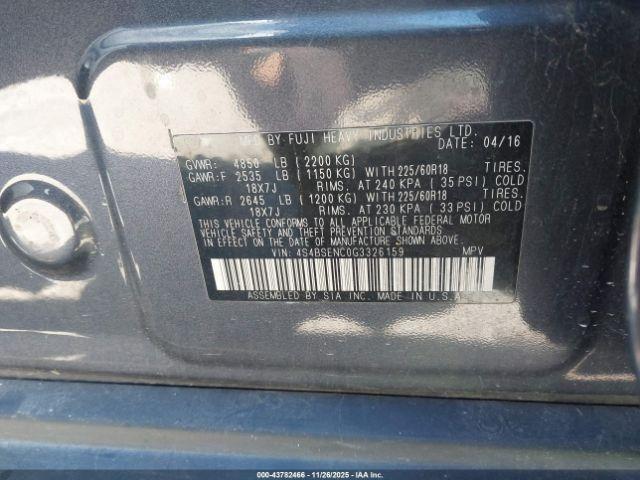 MFG BY FUJI HEAVY INDUSTRIES LTD.
DATE: 04/16
GVWR: 4850 LB (2200 KG)
GAWR:F 2535 LB (1150 KG) WITH 225/60R18 TIRES.
18X7J RIMS. AT 240 KPA (35 PSI) COLD
GAWR:R 2645 LB (1200 KG) WITH 225/60R18 TIRES.
18X7J RIMS. AT 230 KPA (33 PSI) COLD
THIS VEHICLE CONFORMS TO ALL APPLICABLE FEDERAL MOTOR
VEHICLE SAFETY AND THEFT PREVENTION STANDARDS
IN EFFECT ON THE DATE OF MANUFACTURE SHOWN ABOVE.
VIN: 4S4BSENC0G3326159 MPV
ASSEMBLED BY SIA INC. MADE IN U.S.A.
000-43782466 - 11/26/2025 - IAAI.COM